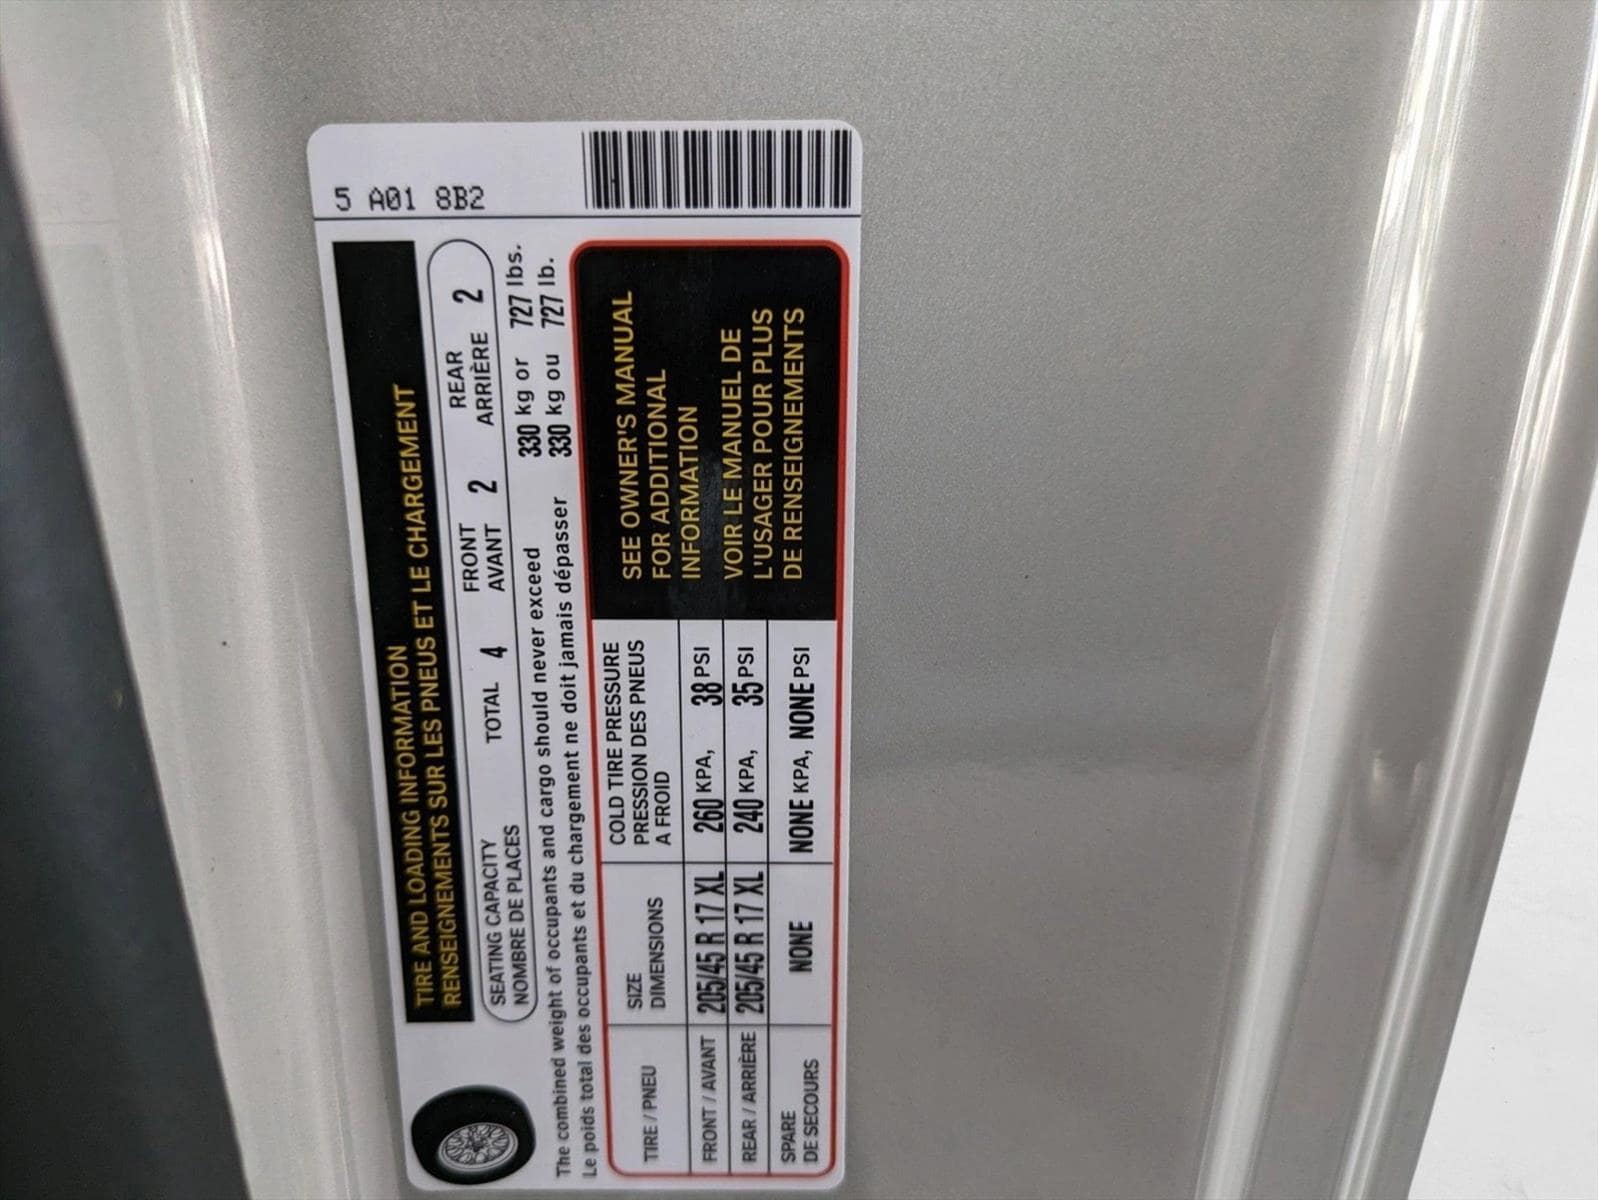 5 A01 8B2
TIRE AND LOADING INFORMATION
RENSEIGNEMENTS SUR LES PNEUS ET LE CHARGEMENT
SEATING CAPACITY TOTAL 4 FRONT 2 REAR 2
NOMBRE DE PLACES AVANT ARRIÈRE
The combined weight of occupants and cargo should never exceed 330 kg or 727 lbs.
Le poids total des occupants et du chargement ne doit jamais dépasser 330 kg ou 727 lb.
TIRE / PNEU
SIZE
DIMENSIONS
COLD TIRE PRESSURE
PRESSION DES PNEUS
A FROID
FRONT / AVANT 205/45 R 17 XL 260 KPA, 38 PSI
REAR / ARRIÈRE 205/45 R 17 XL 240 KPA, 35 PSI
SPARE
DE SECOURS NONE NONE KPA, NONE PSI
SEE OWNER'S MANUAL
FOR ADDITIONAL
INFORMATION
VOIR LE MANUEL DE
L'USAGER POUR PLUS
DE RENSEIGNEMENTS